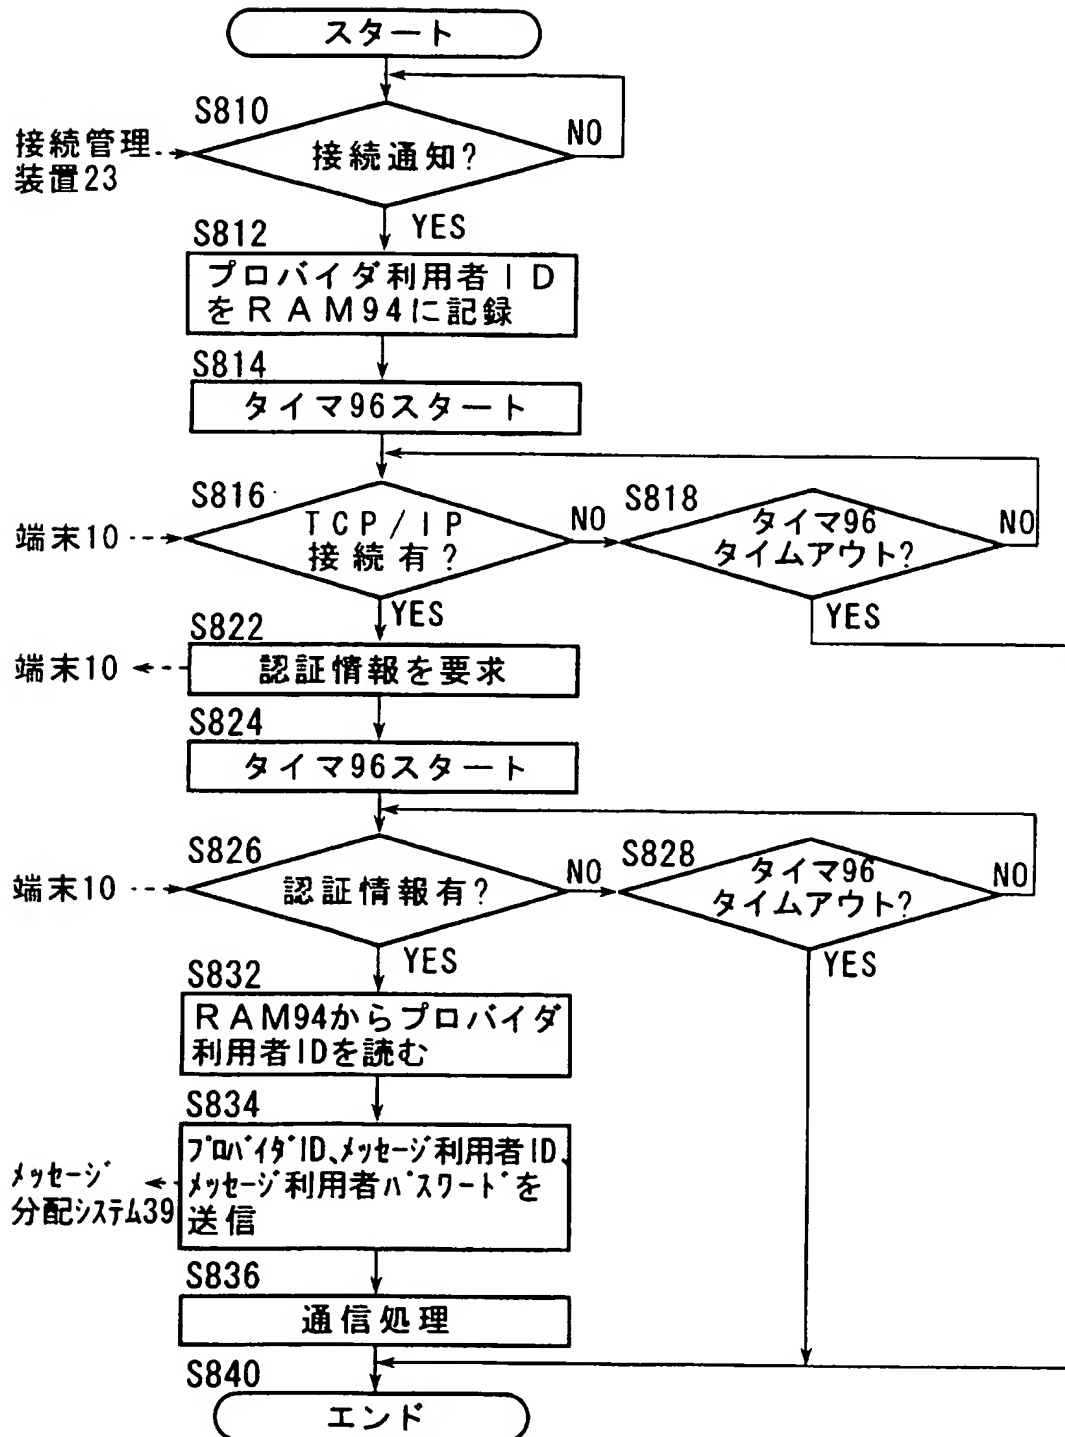 スタート
S810
接続管理
装置23
接続通知?
NO
YES
S812
プロバイダ利用者ID
をRAM94に記録
S814
タイマ96スタート
S816
端末10
TCP/IP
接続有?
NO
S818
タイマ96
タイムアウト?
NO
YES
YES
S822
端末10
認証情報を要求
S824
タイマ96スタート
S826
端末10
認証情報有?
NO
S828
タイマ96
タイムアウト?
NO
YES
YES
S832
RAM94からプロバイダ
利用者IDを読む
S834
メッセージ
分配システム39
プロバイダID、メッセージ利用者ID、
メッセージ利用者パスワードを
送信
S836
通信処理
S840
エンド